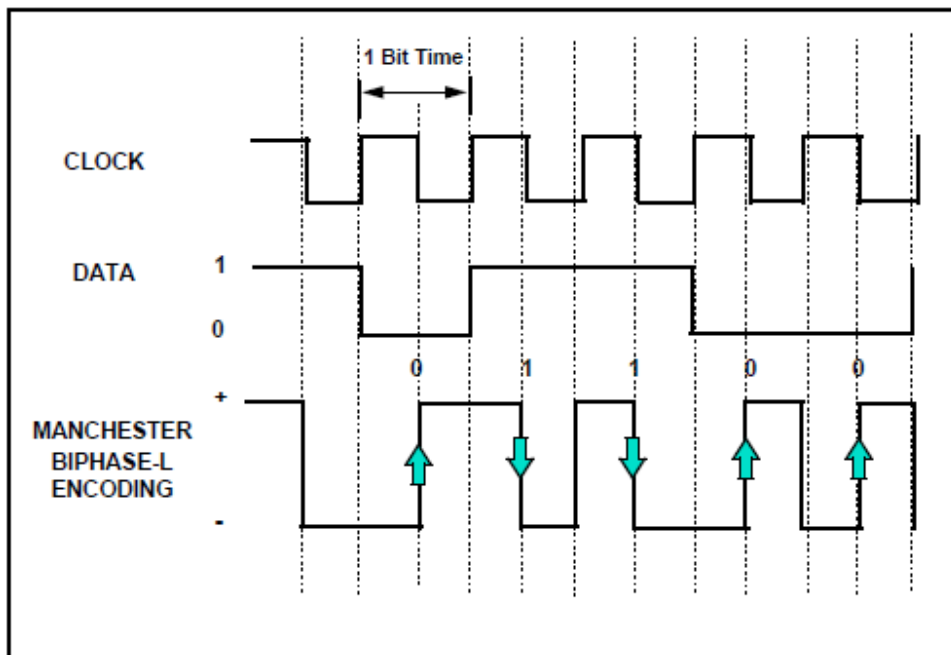 1 Bit Time
CLOCK
DATA
1
0
0 1 1 0 0
+
MANCHESTER
BIPHASE-L
ENCODING
-